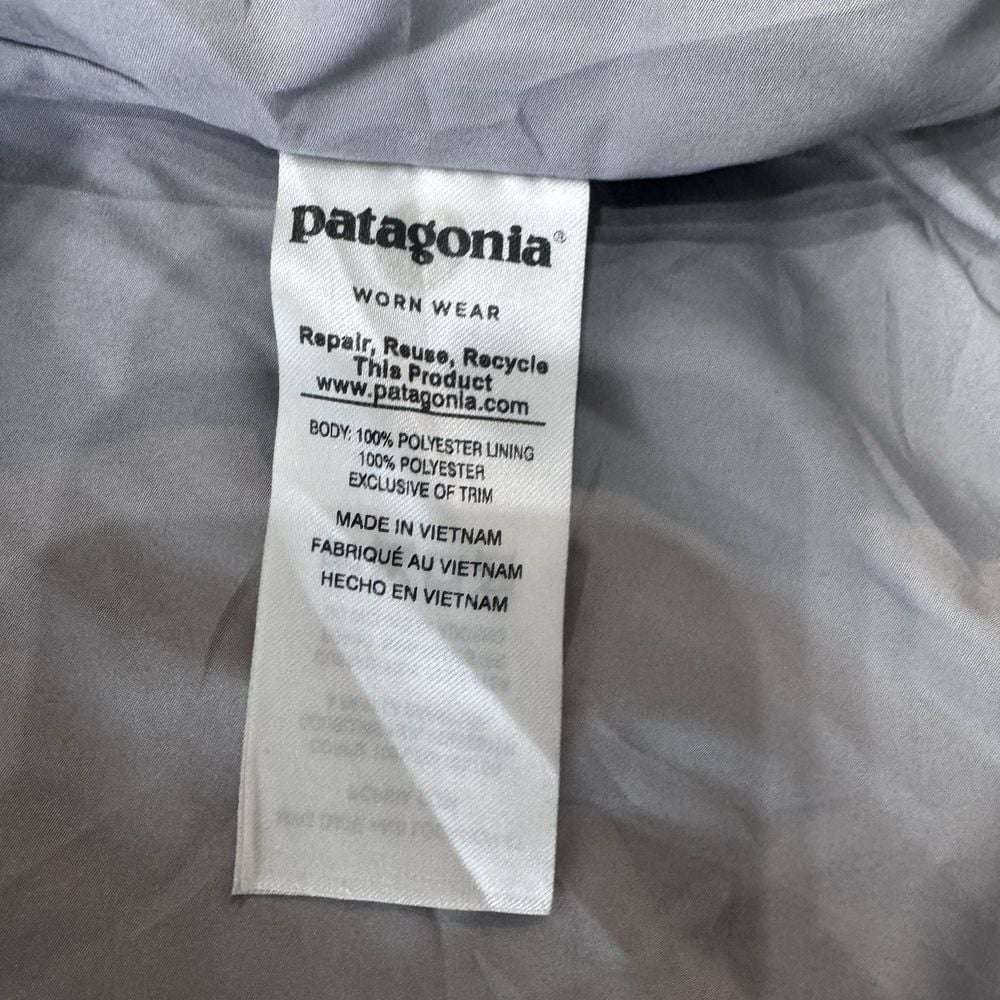 patagonia®
WORN WEAR
Repair, Reuse, Recycle
This Product
www.patagonia.com
BODY: 100% POLYESTER LINING
100% POLYESTER
EXCLUSIVE OF TRIM
MADE IN VIETNAM
FABRIQUÉ AU VIETNAM
HECHO EN VIETNAM